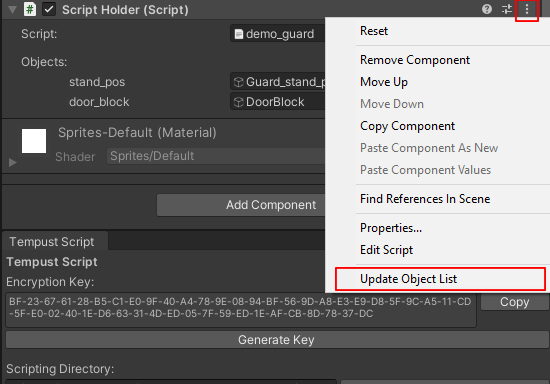 Script Holder (Script)
Script:
demo_guard
Objects:
stand_pos
Guard_stand_p
door_block
DoorBlock
Sprites-Default (Material)
Shader
Sprites/Default
Add Component
Reset
Remove Component
Move Up
Move Down
Copy Component
Paste Component As New
Paste Component Values
Find References In Scene
Properties...
Edit Script
Update Object List
Tempust Script
Tempust Script
Encryption Key:
BF-23-67-61-28-B5-C1-E0-9F-40-A4-78-9E-08-94-BF-56-9D-A8-E3-E9-D8-5F-9C-A5-11-CD
-5F-E0-02-40-1E-D6-63-31-4D-ED-05-7F-59-ED-1E-AF-CB-8D-78-37-DC
Copy
Generate Key
Scripting Directory: